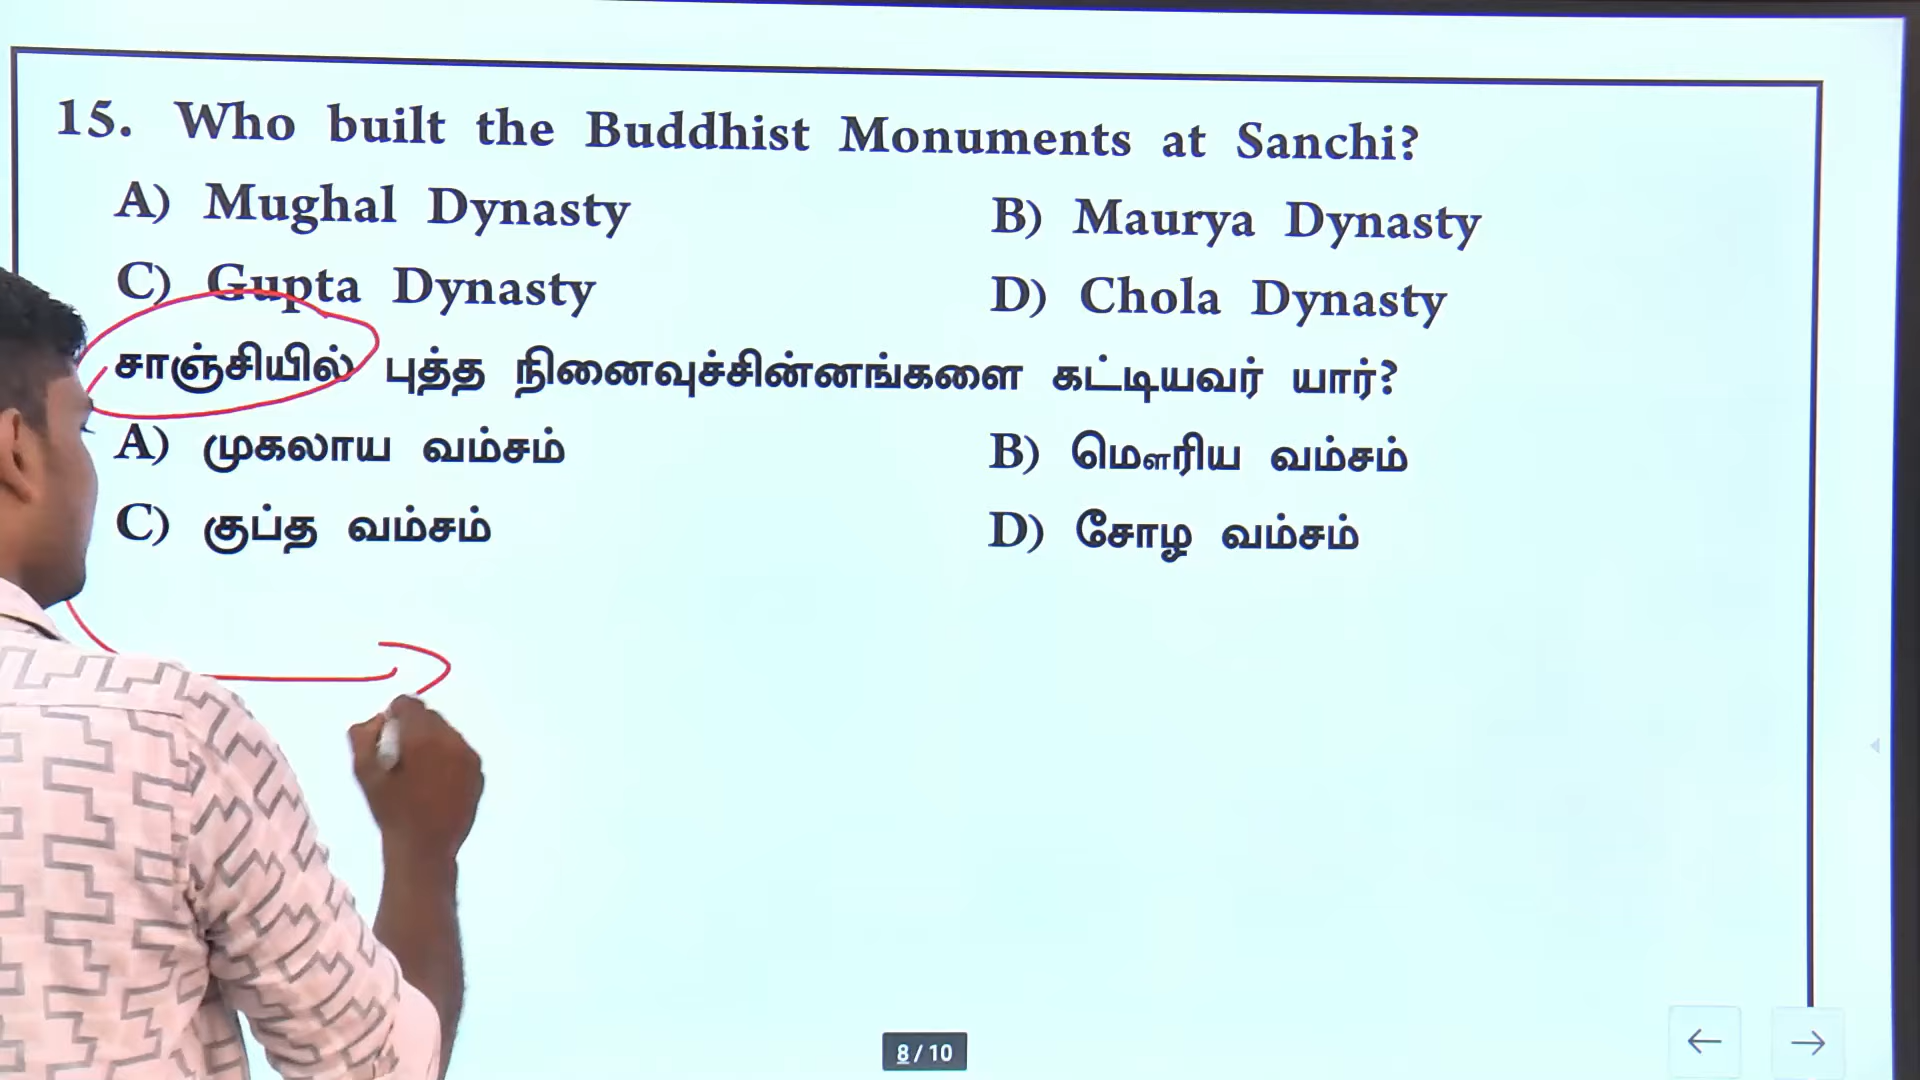 15. Who built the Buddhist Monuments at Sanchi?
A) Mughal Dynasty B) Maurya Dynasty
C) Gupta Dynasty D) Chola Dynasty
சாஞ்சியில் புத்த நினைவுச்சின்னங்களை கட்டியவர் யார்?
A) முகலாய வம்சம் B) மௌரிய வம்சம்
C) குப்த வம்சம் D) சோழ வம்சம்
8 / 10